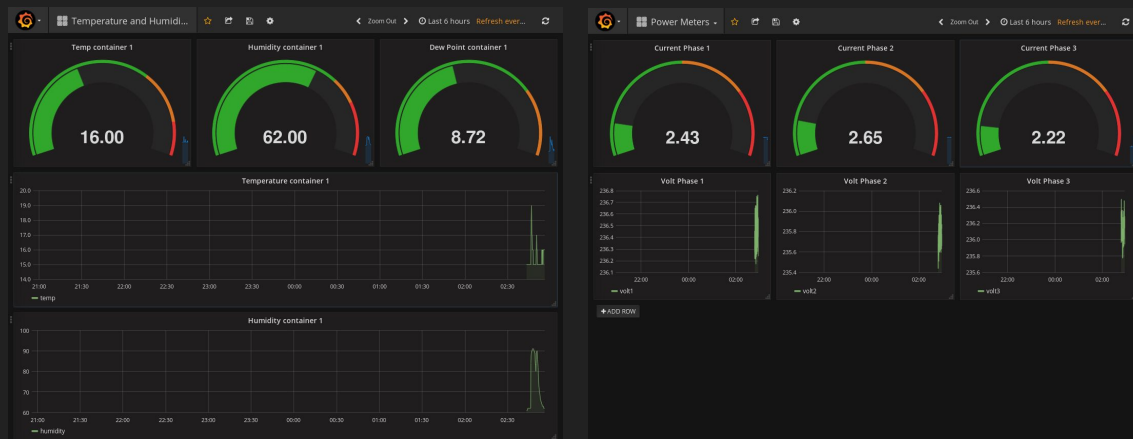 Temperature and Humidi...
Zoom Out
Last 6 hours
Refresh ever...
Temp container 1
Humidity container 1
Dew Point container 1
16.00
62.00
8.72
Temperature container 1
20.0
19.0
18.0
17.0
16.0
15.0
14.0
21:00 21:30 22:00 22:30 23:00 23:30 00:00 00:30 01:00 01:30 02:00 02:30
temp
Humidity container 1
100
90
80
70
60
21:00 21:30 22:00 22:30 23:00 23:30 00:00 00:30 01:00 01:30 02:00 02:30
humidity
Power Meters
Zoom Out
Last 6 hours
Refresh ever...
Current Phase 1
Current Phase 2
Current Phase 3
2.43
2.65
2.22
Volt Phase 1
236.8
236.7
236.6
236.5
236.4
236.3
236.2
236.1
22:00 00:00 02:00
volt1
Volt Phase 2
236.2
236.0
235.8
235.6
235.4
22:00 00:00 02:00
volt2
Volt Phase 3
236.6
236.4
236.2
236.0
235.8
235.6
22:00 00:00 02:00
volt3
+ ADD ROW